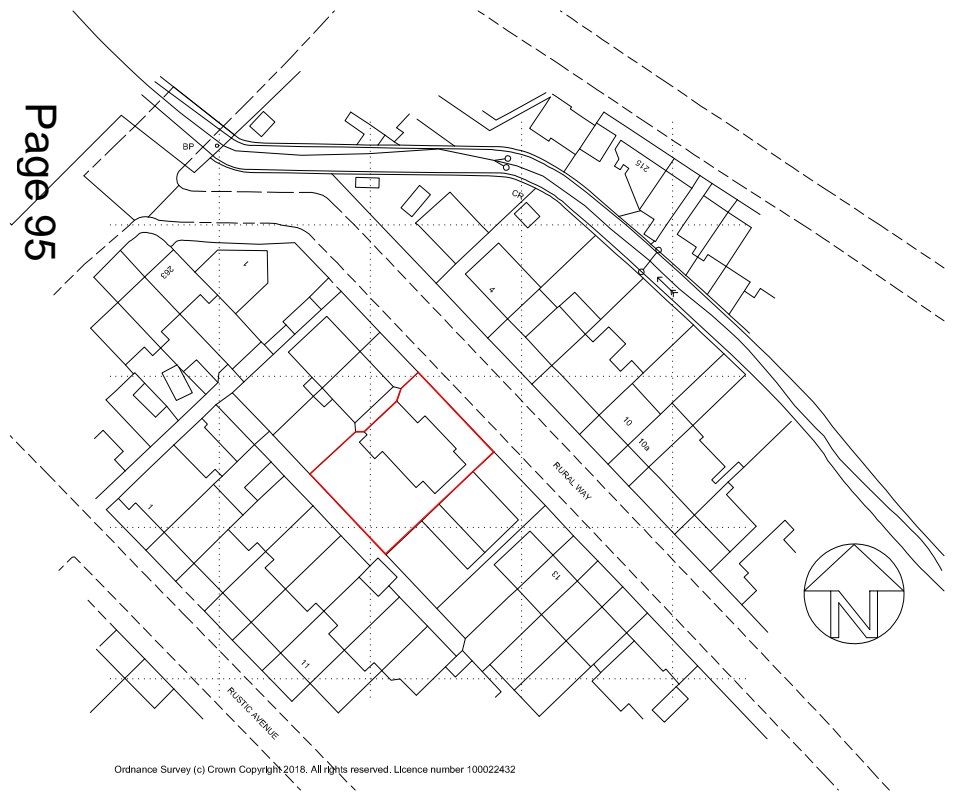 Page 95
BP
215
CR
263
1
4
10
10a
RURAL WAY
1
13
11
RUSTIC AVENUE
N
Ordnance Survey (c) Crown Copyright 2018. All rights reserved. Licence number 100022432